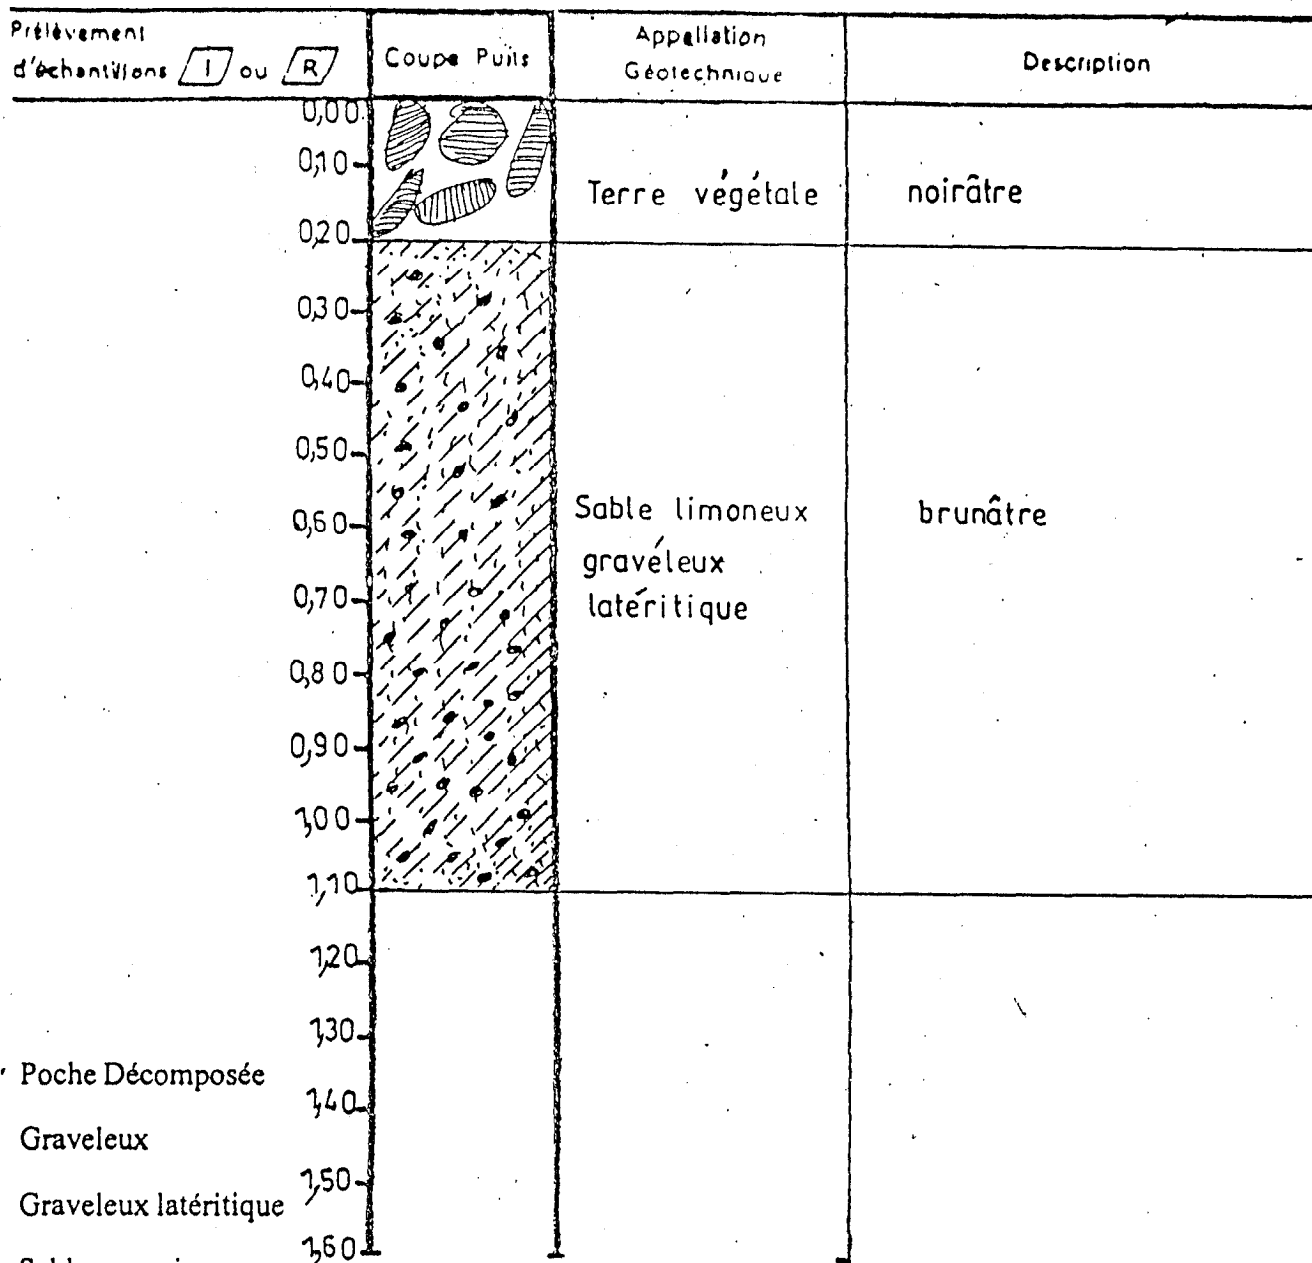 Prélèvement
d'échantillons I ou R
Coupe Puits
Appellation
Géotechnique
Description
0,00
0,10
Terre végétale
noirâtre
0,20
0,30
0,40
0,50
Sable limoneux
brunâtre
0,60
gravéleux
0,70
latéritique
0,80
0,90
1,00
1,10
1,20
1,30
Poche Décomposée
1,40
Graveleux
1,50
Graveleux latéritique
1,60